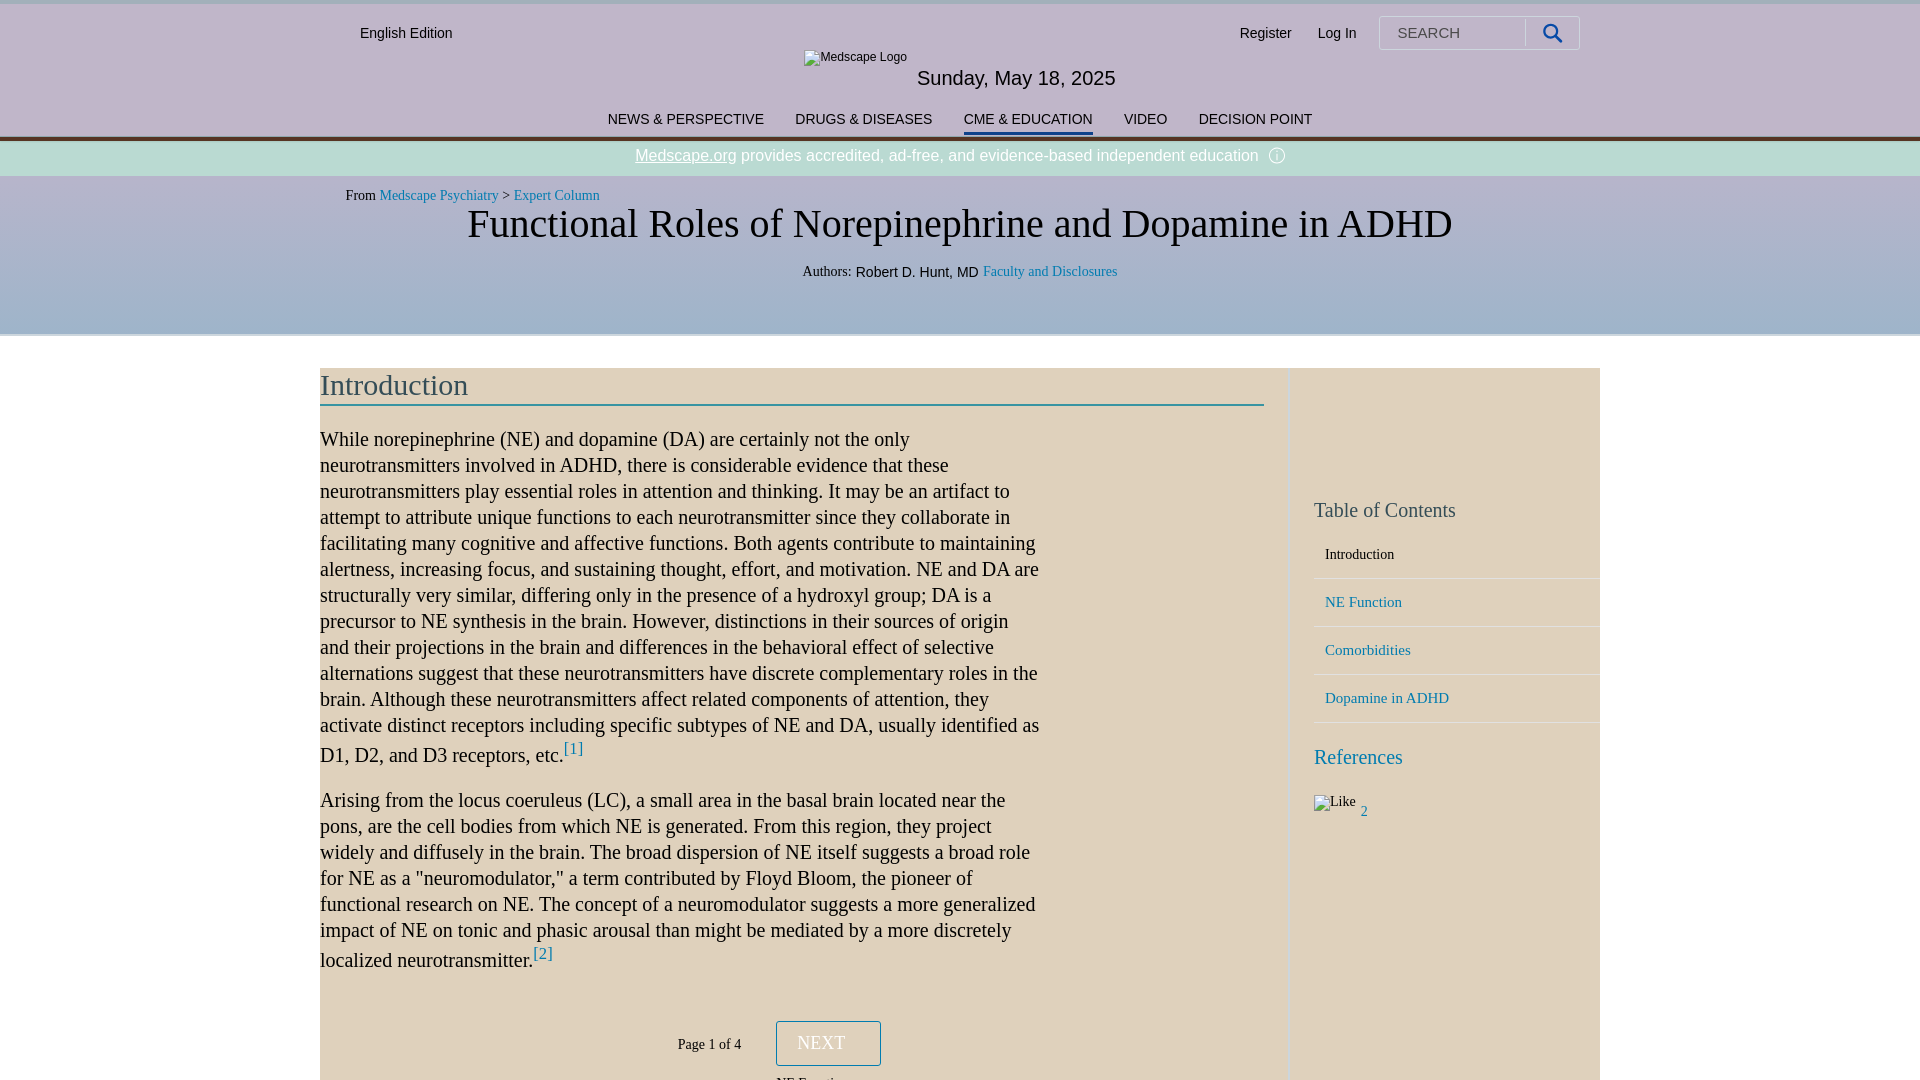 English Edition
Register
Log In
SEARCH
Medscape Logo
Sunday, May 18, 2025
NEWS & PERSPECTIVE
DRUGS & DISEASES
CME & EDUCATION
VIDEO
DECISION POINT
Medscape.org provides accredited, ad-free, and evidence-based independent education
From Medscape Psychiatry > Expert Column
Functional Roles of Norepinephrine and Dopamine in ADHD
Authors: Robert D. Hunt, MD Faculty and Disclosures
Introduction
While norepinephrine (NE) and dopamine (DA) are certainly not the only
neurotransmitters involved in ADHD, there is considerable evidence that these
neurotransmitters play essential roles in attention and thinking. It may be an artifact to
attempt to attribute unique functions to each neurotransmitter since they collaborate in
facilitating many cognitive and affective functions. Both agents contribute to maintaining
alertness, increasing focus, and sustaining thought, effort, and motivation. NE and DA are
structurally very similar, differing only in the presence of a hydroxyl group; DA is a
precursor to NE synthesis in the brain. However, distinctions in their sources of origin
and their projections in the brain and differences in the behavioral effect of selective
alternations suggest that these neurotransmitters have discrete complementary roles in the
brain. Although these neurotransmitters affect related components of attention, they
activate distinct receptors including specific subtypes of NE and DA, usually identified as
D1, D2, and D3 receptors, etc.[1]
Arising from the locus coeruleus (LC), a small area in the basal brain located near the
pons, are the cell bodies from which NE is generated. From this region, they project
widely and diffusely in the brain. The broad dispersion of NE itself suggests a broad role
for NE as a "neuromodulator," a term contributed by Floyd Bloom, the pioneer of
functional research on NE. The concept of a neuromodulator suggests a more generalized
impact of NE on tonic and phasic arousal than might be mediated by a more discretely
localized neurotransmitter.[2]
Page 1 of 4
NEXT
Table of Contents
Introduction
NE Function
Comorbidities
Dopamine in ADHD
References
Like 2